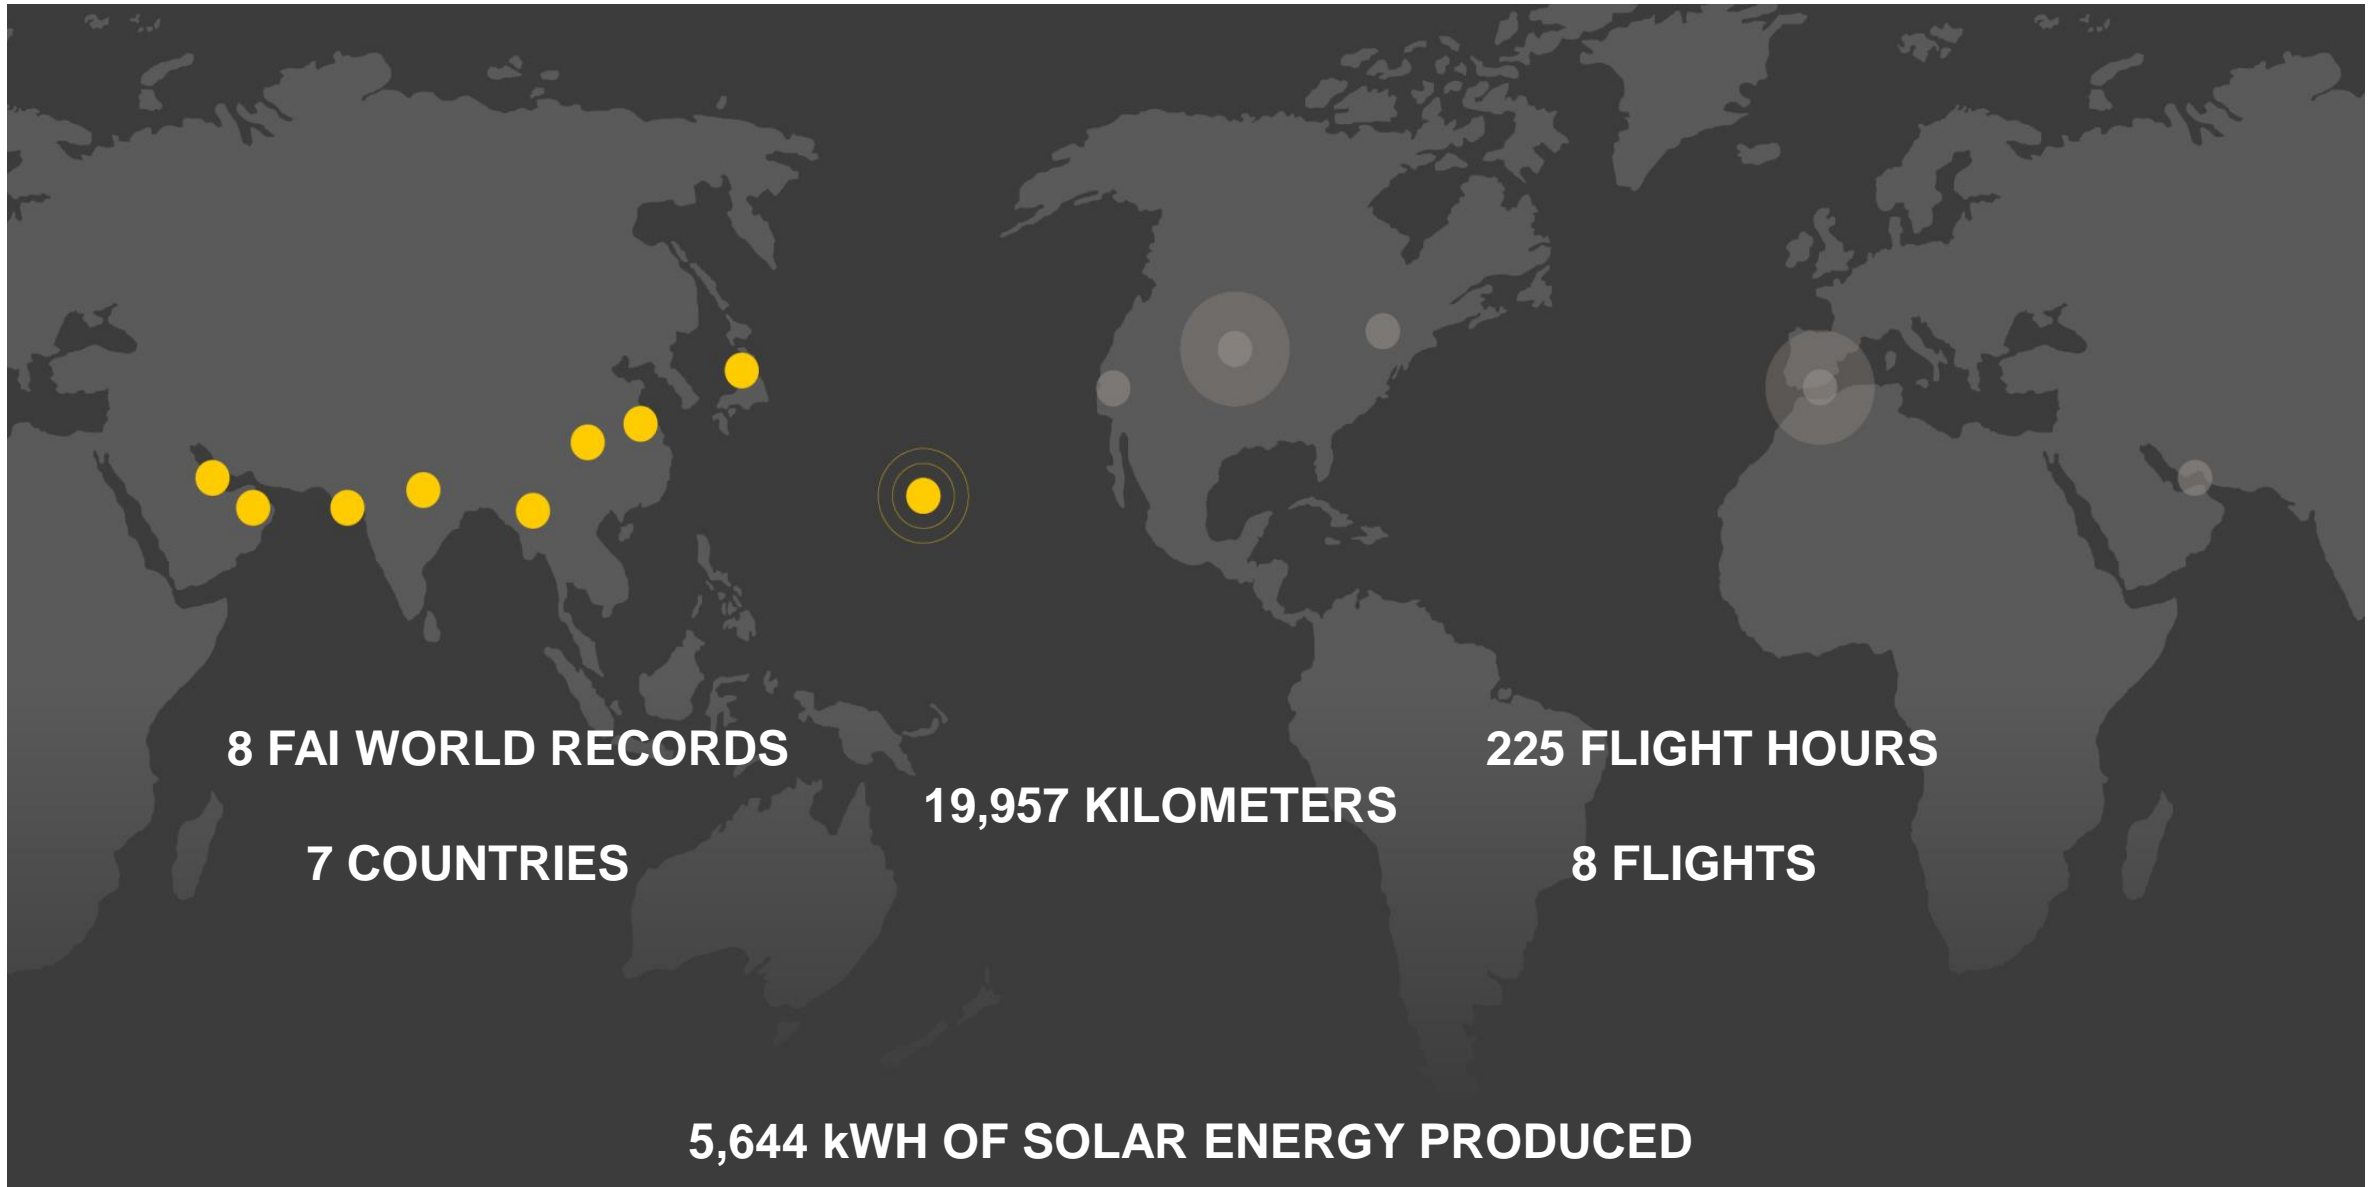 8 FAI WORLD RECORDS
225 FLIGHT HOURS
19,957 KILOMETERS
7 COUNTRIES
8 FLIGHTS
5,644 kWH OF SOLAR ENERGY PRODUCED